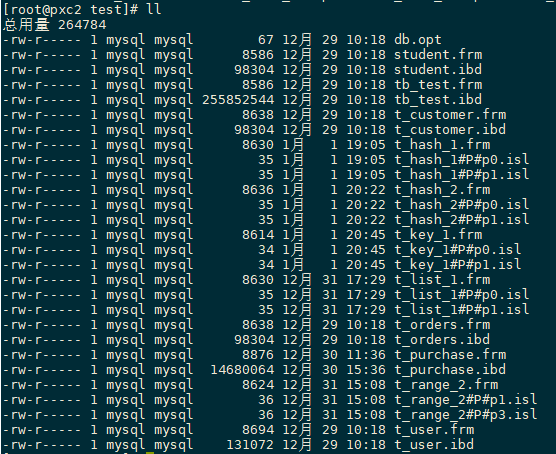 [root@pxc2 test]# ll
总用量 264784
-rw-r----- 1 mysql mysql        67 12月 29 10:18 db.opt
-rw-r----- 1 mysql mysql      8586 12月 29 10:18 student.frm
-rw-r----- 1 mysql mysql     98304 12月 29 10:18 student.ibd
-rw-r----- 1 mysql mysql      8586 12月 29 10:18 tb_test.frm
-rw-r----- 1 mysql mysql 255852544 12月 29 10:18 tb_test.ibd
-rw-r----- 1 mysql mysql      8638 12月 29 10:18 t_customer.frm
-rw-r----- 1 mysql mysql     98304 12月 29 10:18 t_customer.ibd
-rw-r----- 1 mysql mysql      8630 1月   1 19:05 t_hash_1.frm
-rw-r----- 1 mysql mysql        35 1月   1 19:05 t_hash_1#P#p0.isl
-rw-r----- 1 mysql mysql        35 1月   1 19:05 t_hash_1#P#p1.isl
-rw-r----- 1 mysql mysql      8636 1月   1 20:22 t_hash_2.frm
-rw-r----- 1 mysql mysql        35 1月   1 20:22 t_hash_2#P#p0.isl
-rw-r----- 1 mysql mysql        35 1月   1 20:22 t_hash_2#P#p1.isl
-rw-r----- 1 mysql mysql      8614 1月   1 20:45 t_key_1.frm
-rw-r----- 1 mysql mysql        34 1月   1 20:45 t_key_1#P#p0.isl
-rw-r----- 1 mysql mysql        34 1月   1 20:45 t_key_1#P#p1.isl
-rw-r----- 1 mysql mysql      8630 12月 31 17:29 t_list_1.frm
-rw-r----- 1 mysql mysql        35 12月 31 17:29 t_list_1#P#p0.isl
-rw-r----- 1 mysql mysql        35 12月 31 17:29 t_list_1#P#p1.isl
-rw-r----- 1 mysql mysql      8638 12月 29 10:18 t_orders.frm
-rw-r----- 1 mysql mysql     98304 12月 29 10:18 t_orders.ibd
-rw-r----- 1 mysql mysql      8876 12月 30 11:36 t_purchase.frm
-rw-r----- 1 mysql mysql  14680064 12月 30 15:36 t_purchase.ibd
-rw-r----- 1 mysql mysql      8624 12月 31 15:08 t_range_2.frm
-rw-r----- 1 mysql mysql        36 12月 31 15:08 t_range_2#P#p1.isl
-rw-r----- 1 mysql mysql        36 12月 31 15:08 t_range_2#P#p3.isl
-rw-r----- 1 mysql mysql      8694 12月 29 10:18 t_user.frm
-rw-r----- 1 mysql mysql    131072 12月 29 10:18 t_user.ibd